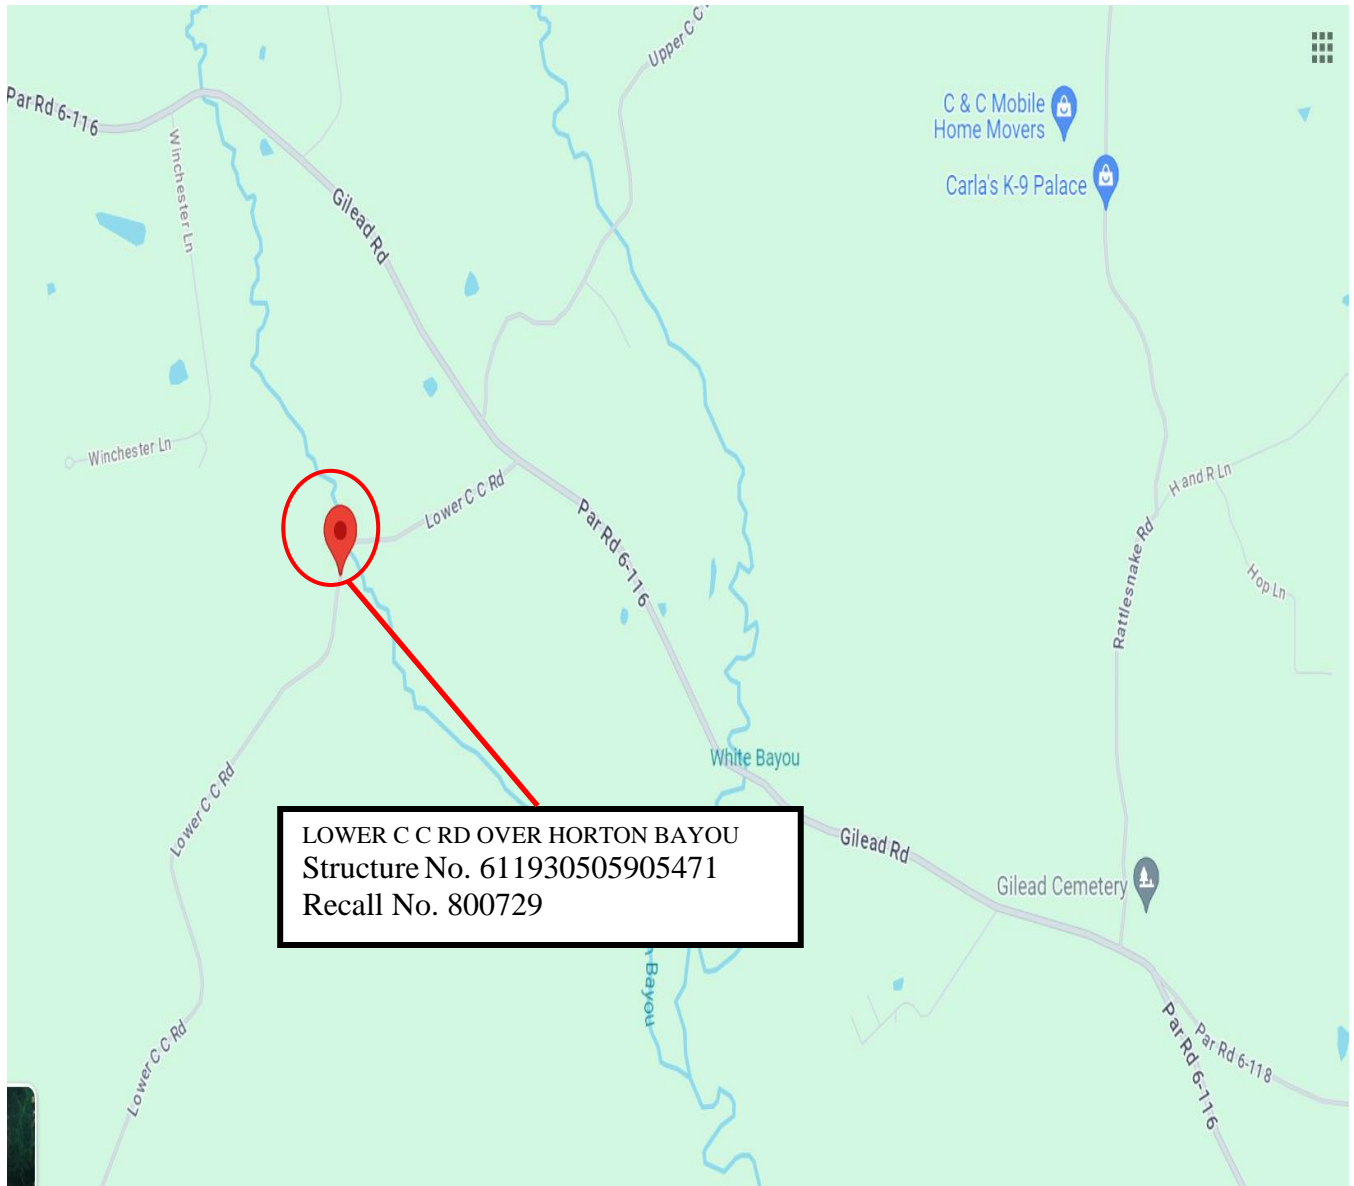 Upper C C
Par Rd 6-116
C & C Mobile
Home Movers
Winchester Ln
Carla's K-9 Palace
Gilead Rd
Winchester Ln
Lower C C Rd
H and R Ln
Par Rd 6-116
Rattlesnake Rd
Hop Ln
White Bayou
Lower C C Rd
LOWER C C RD OVER HORTON BAYOU
Structure No. 611930505905471
Recall No. 800729
Gilead Rd
Gilead Cemetery
Bayou
Lower C C Rd
Par Rd 6-116
Par Rd 6-118